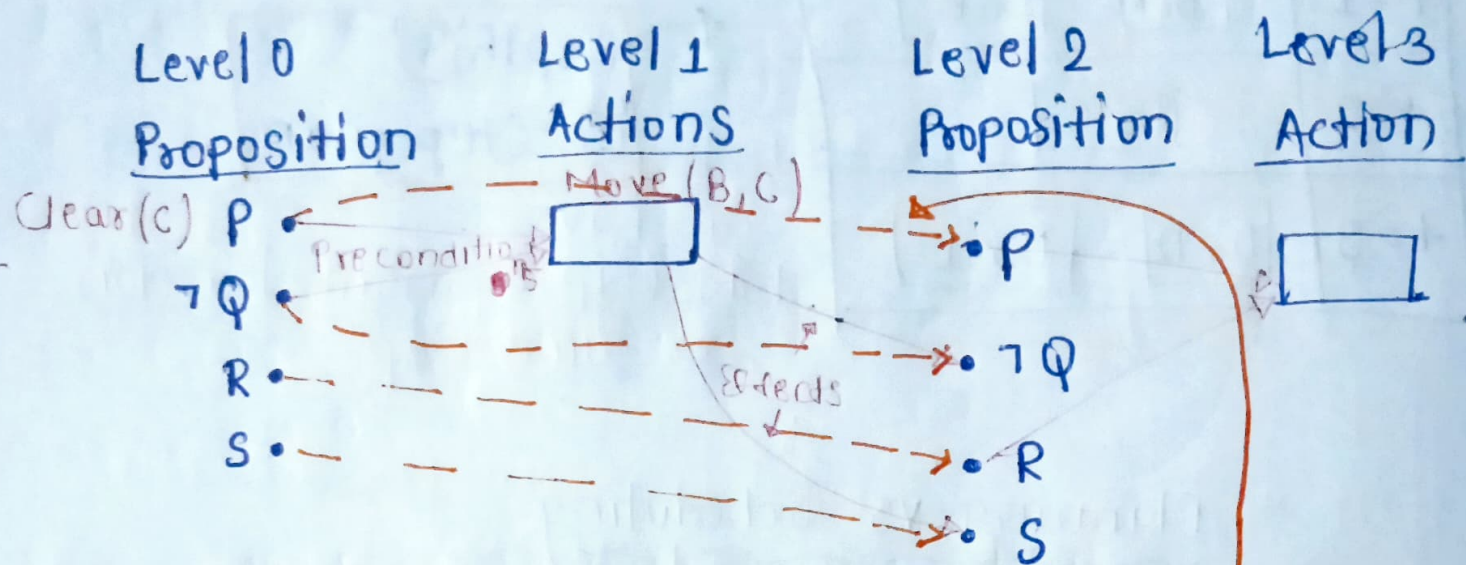 Level 0 Level 1 Level 2 Level 3
Proposition Actions Proposition Action
Move (B, C)
Clear(C) P P
Preconditions
¬Q ¬Q
R Effects
S R
S